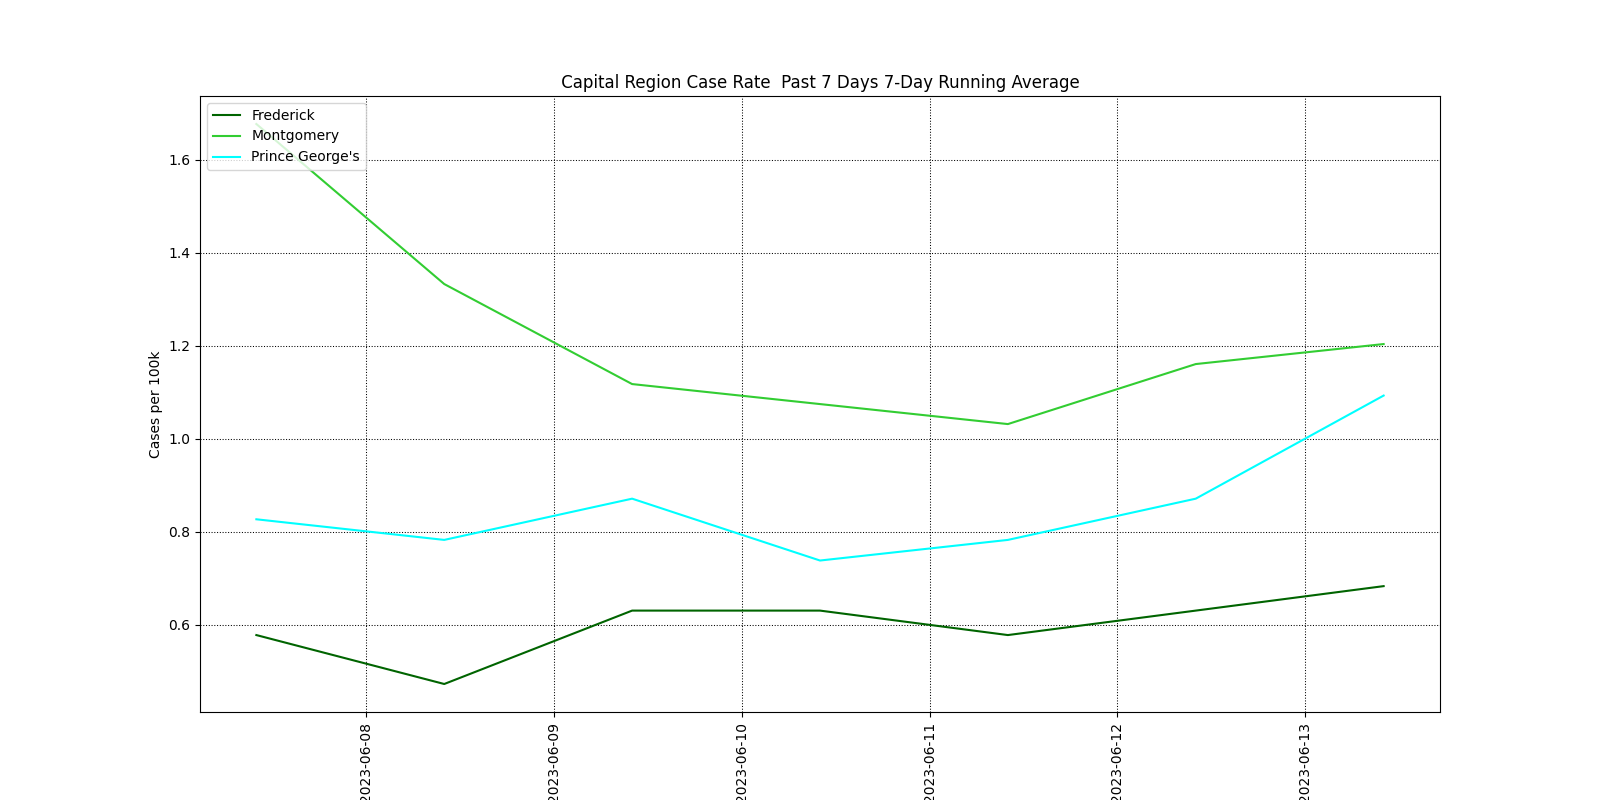 Capital Region Case Rate  Past 7 Days 7-Day Running Average
Frederick
Montgomery
Prince George's
1.6
1.4
1.2
1.0
0.8
0.6
Cases per 100k
2023-06-08
2023-06-09
2023-06-10
2023-06-11
2023-06-12
2023-06-13